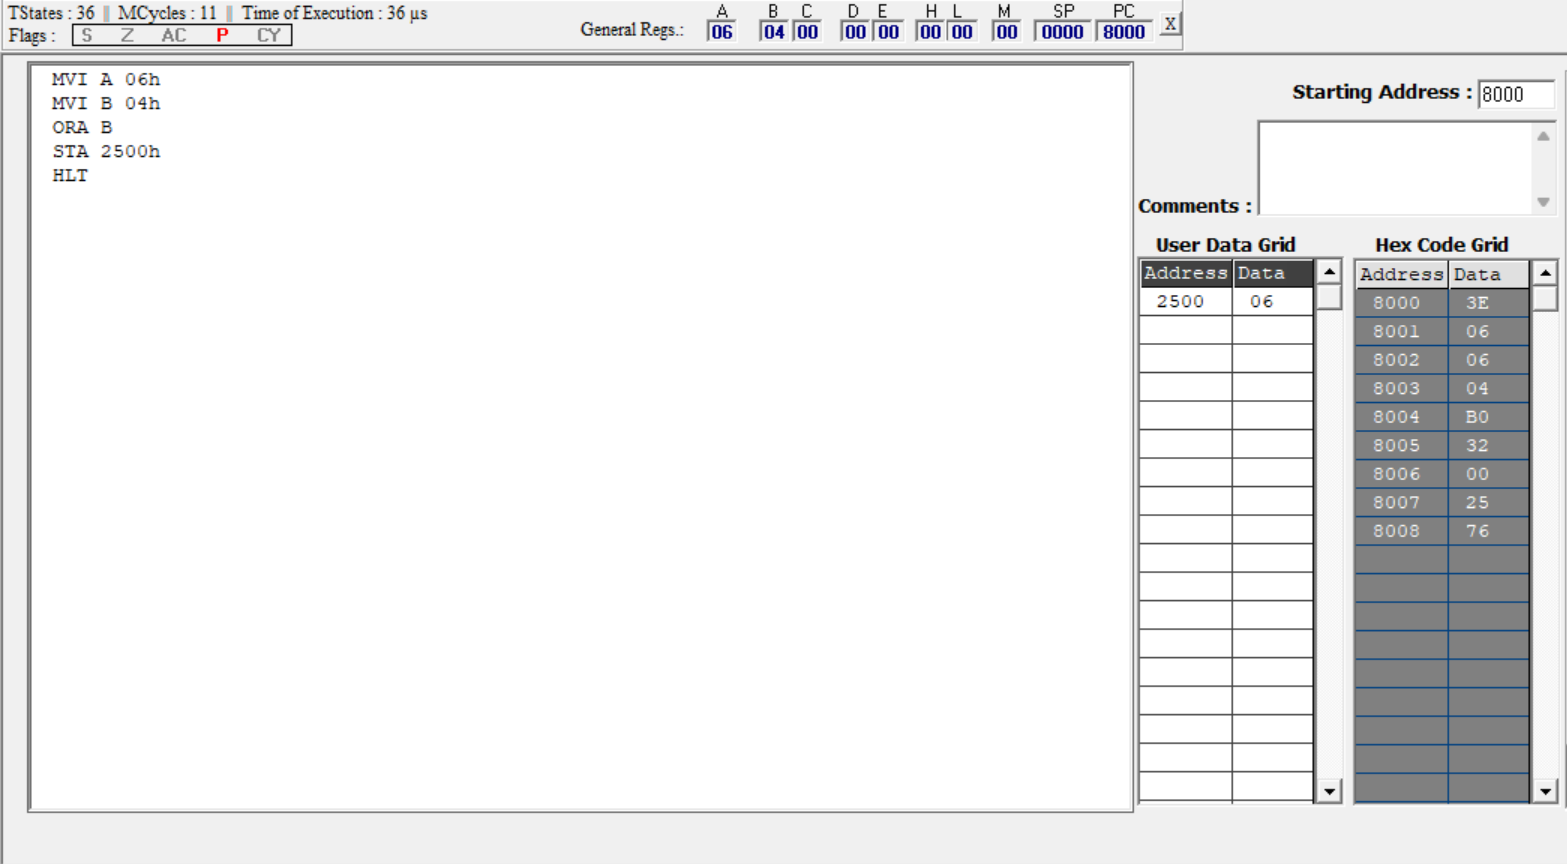 TStates : 36 || MCycles : 11 || Time of Execution : 36 µs
Flags : S Z AC P CY
General Regs.: A B C D E H L M SP PC
06 04 00 00 00 00 00 00 0000 8000 X
MVI A 06h
MVI B 04h
ORA B
STA 2500h
HLT
Starting Address : 8000
Comments :
User Data Grid
Address Data
2500 06
Hex Code Grid
Address Data
8000 3E
8001 06
8002 06
8003 04
8004 B0
8005 32
8006 00
8007 25
8008 76